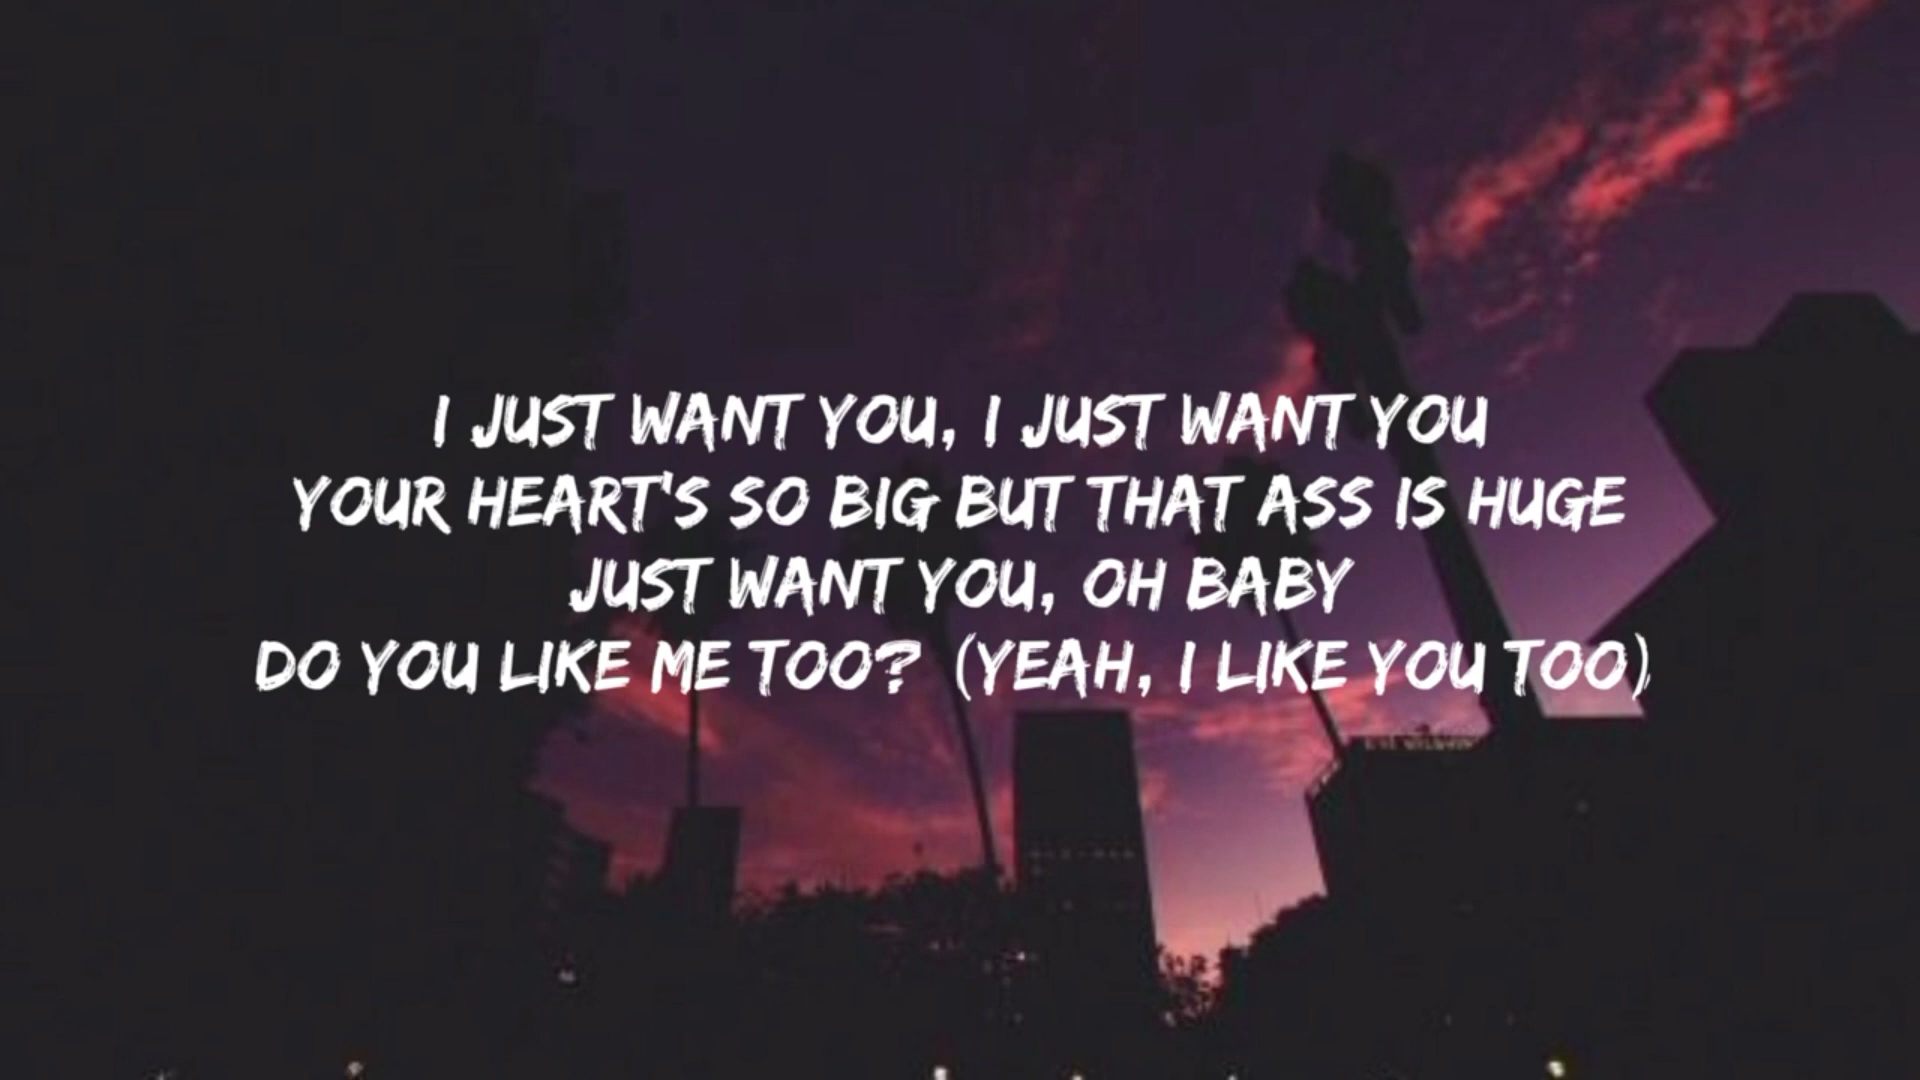 I JUST WANT YOU, I JUST WANT YOU
YOUR HEART'S SO BIG BUT THAT ASS IS HUGE
JUST WANT YOU, OH BABY
DO YOU LIKE ME TOO? (YEAH, I LIKE YOU TOO)